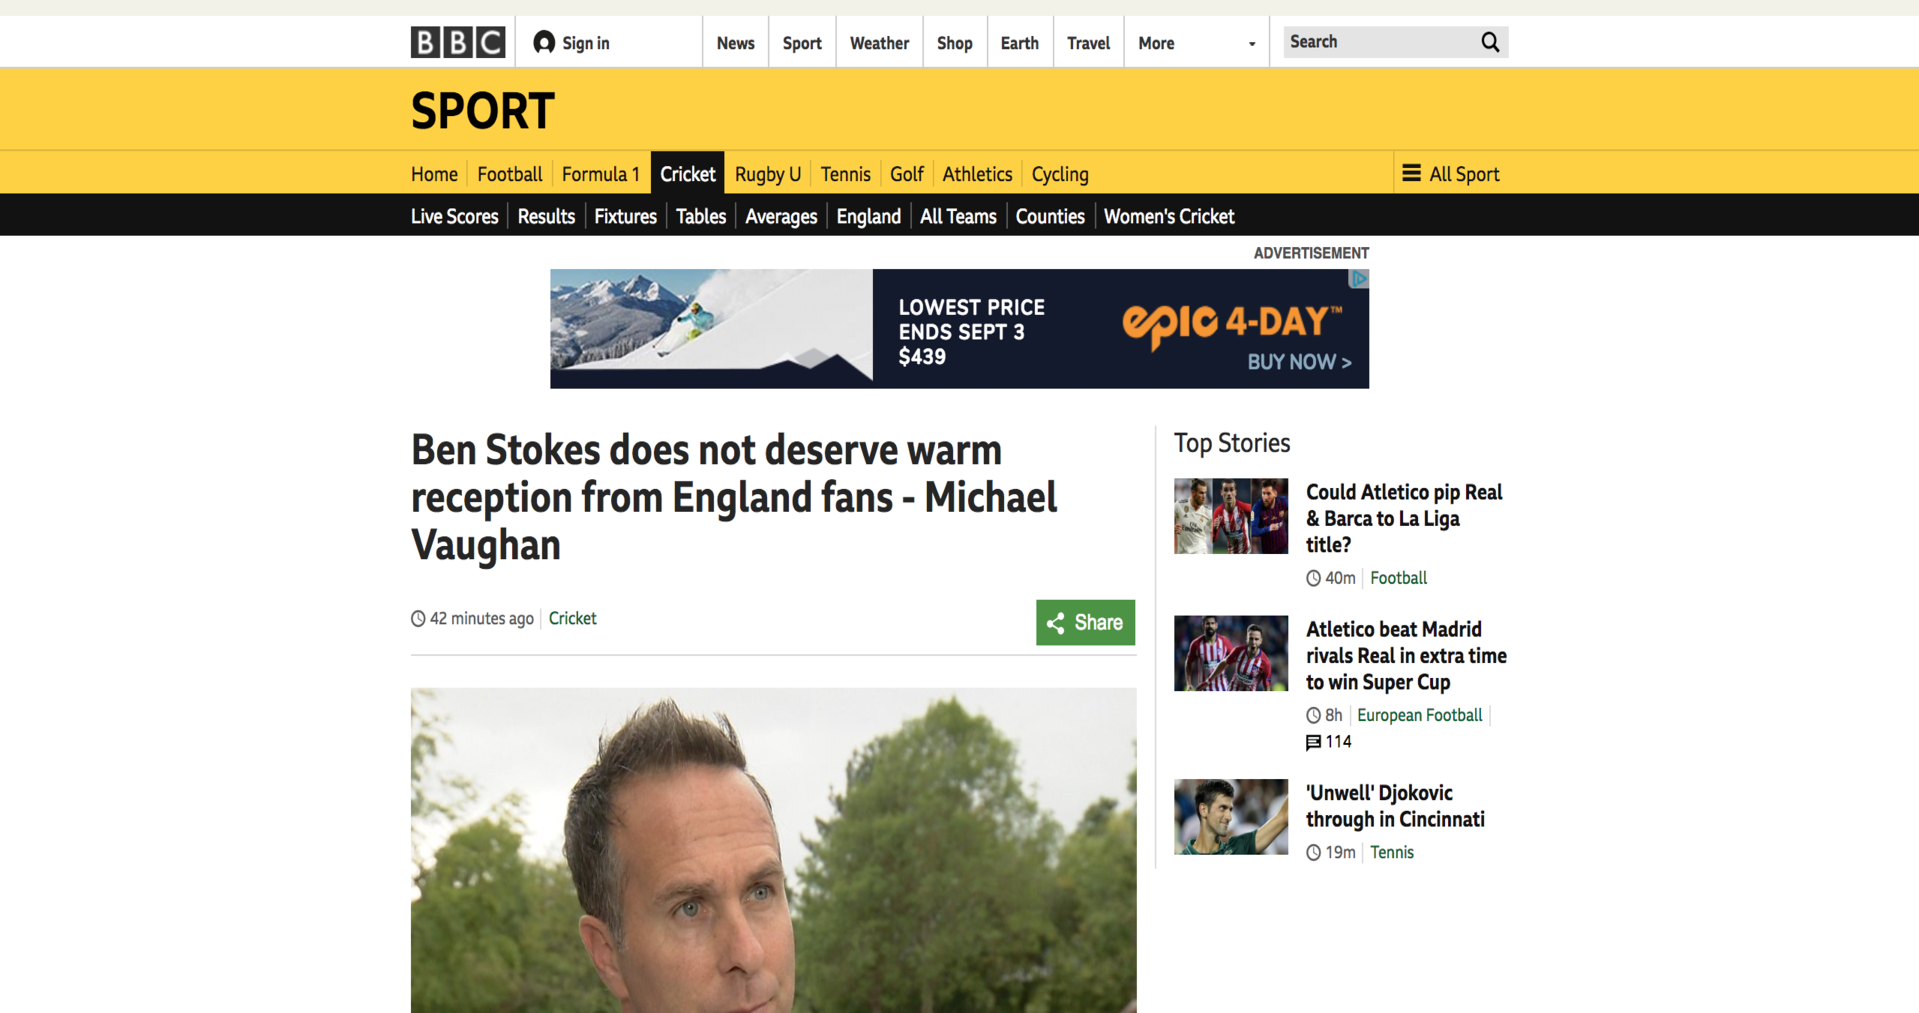 BBC
Sign in
News
Sport
Weather
Shop
Earth
Travel
More
Search
SPORT
Home
Football
Formula 1
Cricket
Rugby U
Tennis
Golf
Athletics
Cycling
All Sport
Live Scores
Results
Fixtures
Tables
Averages
England
All Teams
Counties
Women's Cricket
ADVERTISEMENT
LOWEST PRICE
ENDS SEPT 3
$439
epic 4-DAY™
BUY NOW >
Ben Stokes does not deserve warm
reception from England fans - Michael
Vaughan
42 minutes ago
Cricket
Share
Top Stories
Could Atletico pip Real
& Barca to La Liga
title?
40m
Football
Atletico beat Madrid
rivals Real in extra time
to win Super Cup
8h
European Football
114
'Unwell' Djokovic
through in Cincinnati
19m
Tennis